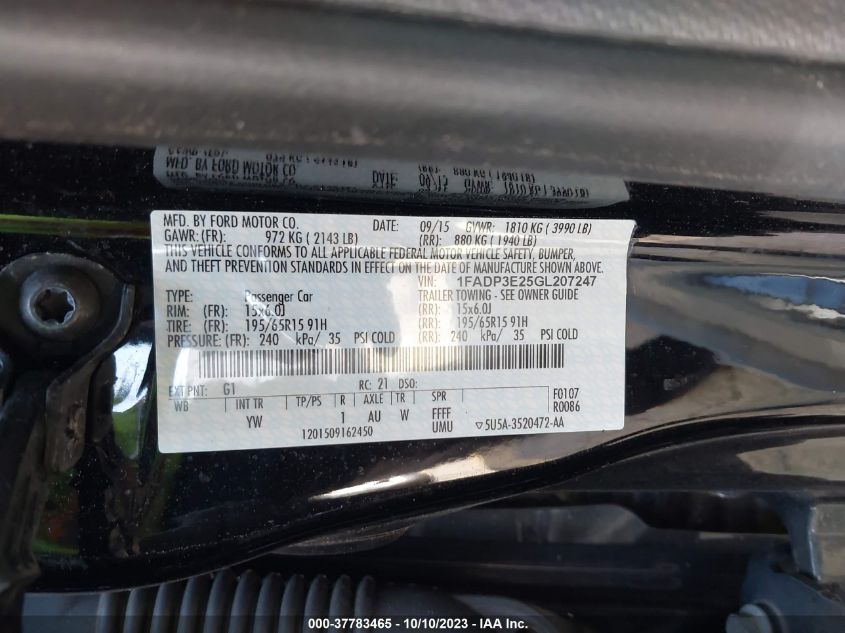 MFD. BY FORD MOTOR CO. DATE: 09/15 GVWR: 1810 KG ( 3990 LB)
GAWR: (FR): 972 KG ( 2143 LB) (RR): 880 KG ( 1940 LB)
THIS VEHICLE CONFORMS TO ALL APPLICABLE FEDERAL MOTOR VEHICLE SAFETY, BUMPER,
AND THEFT PREVENTION STANDARDS IN EFFECT ON THE DATE OF MANUFACTURE SHOWN ABOVE.
VIN: 1FADP3E25GL207247
TYPE: Passenger Car TRAILER TOWING - SEE OWNER GUIDE
RIM: (FR): 15x6.0J (RR): 15x6.0J
TIRE: (FR): 195/65R15 91H (RR): 195/65R15 91H
PRESSURE: (FR): 240 kPa/ 35 PSI COLD (RR): 240 kPa/ 35 PSI COLD
EXT PNT: G1 RC: 21 DSO: F0107
WB INT TR TP/PS R AXLE TR SPR R0086
YW 1 AU W FFFF
1201509162450 UMU ▽ 5U5A-3520472-AA
000-37783465 - 10/10/2023 - IAA Inc.